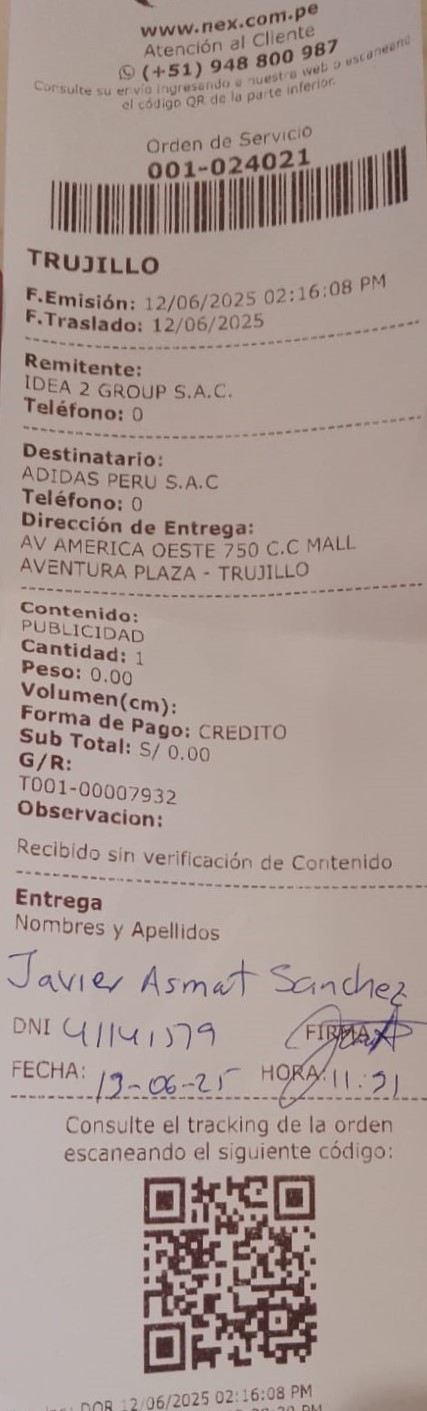 www.nex.com.pe
Atención al Cliente
(+51) 948 800 987
Consulte su envío ingresando a nuestra web o escaneand
el código QR de la parte inferior.
Orden de Servicio
001-024021
TRUJILLO
F.Emisión: 12/06/2025 02:16:08 PM
F.Traslado: 12/06/2025
Remitente:
IDEA 2 GROUP S.A.C.
Teléfono: 0
Destinatario:
ADIDAS PERU S.A.C
Teléfono: 0
Dirección de Entrega:
AV AMERICA OESTE 750 C.C MALL
AVENTURA PLAZA - TRUJILLO
Contenido:
PUBLICIDAD
Cantidad: 1
Peso: 0.00
Volumen(cm):
Forma de Pago: CREDITO
Sub Total: S/ 0.00
G/R:
T001-00007932
Observacion:
Recibido sin verificación de Contenido
Entrega
Nombres y Apellidos
Javier Asmat Sanchez
DNI FIRMA
FECHA: 13-06-25 HORA:
Consulte el tracking de la orden
escaneando el siguiente código:
12/06/2025 02:16:08 PM